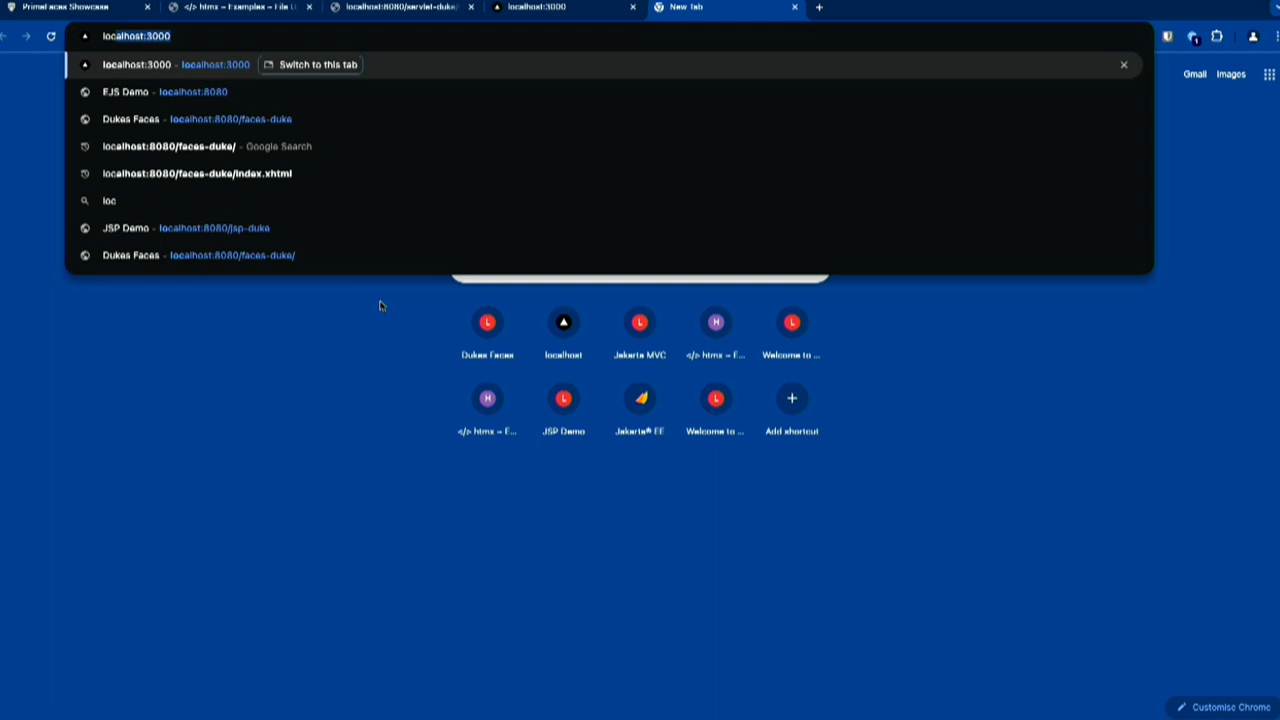 PrimeFaces Showcase
</> htmx ~ Examples ~ File U
localhost:8080/servlet-duke/
localhost:3000
New Tab
localhost:3000
localhost:3000 - localhost:3000 Switch to this tab
EJS Demo - localhost:8080
Dukes Faces - localhost:8080/faces-duke
localhost:8080/faces-duke/ - Google Search
localhost:8080/faces-duke/index.xhtml
loc
JSP Demo - localhost:8080/jsp-duke
Dukes Faces - localhost:8080/faces-duke/
Gmail Images
L H L
Dukes Faces localhost Jakarta MVC </> htmx ~ E... Welcome to ...
H L L
</> htmx ~ E... JSP Demo Jakarta® EE Welcome to ... Add shortcut
Customise Chrome